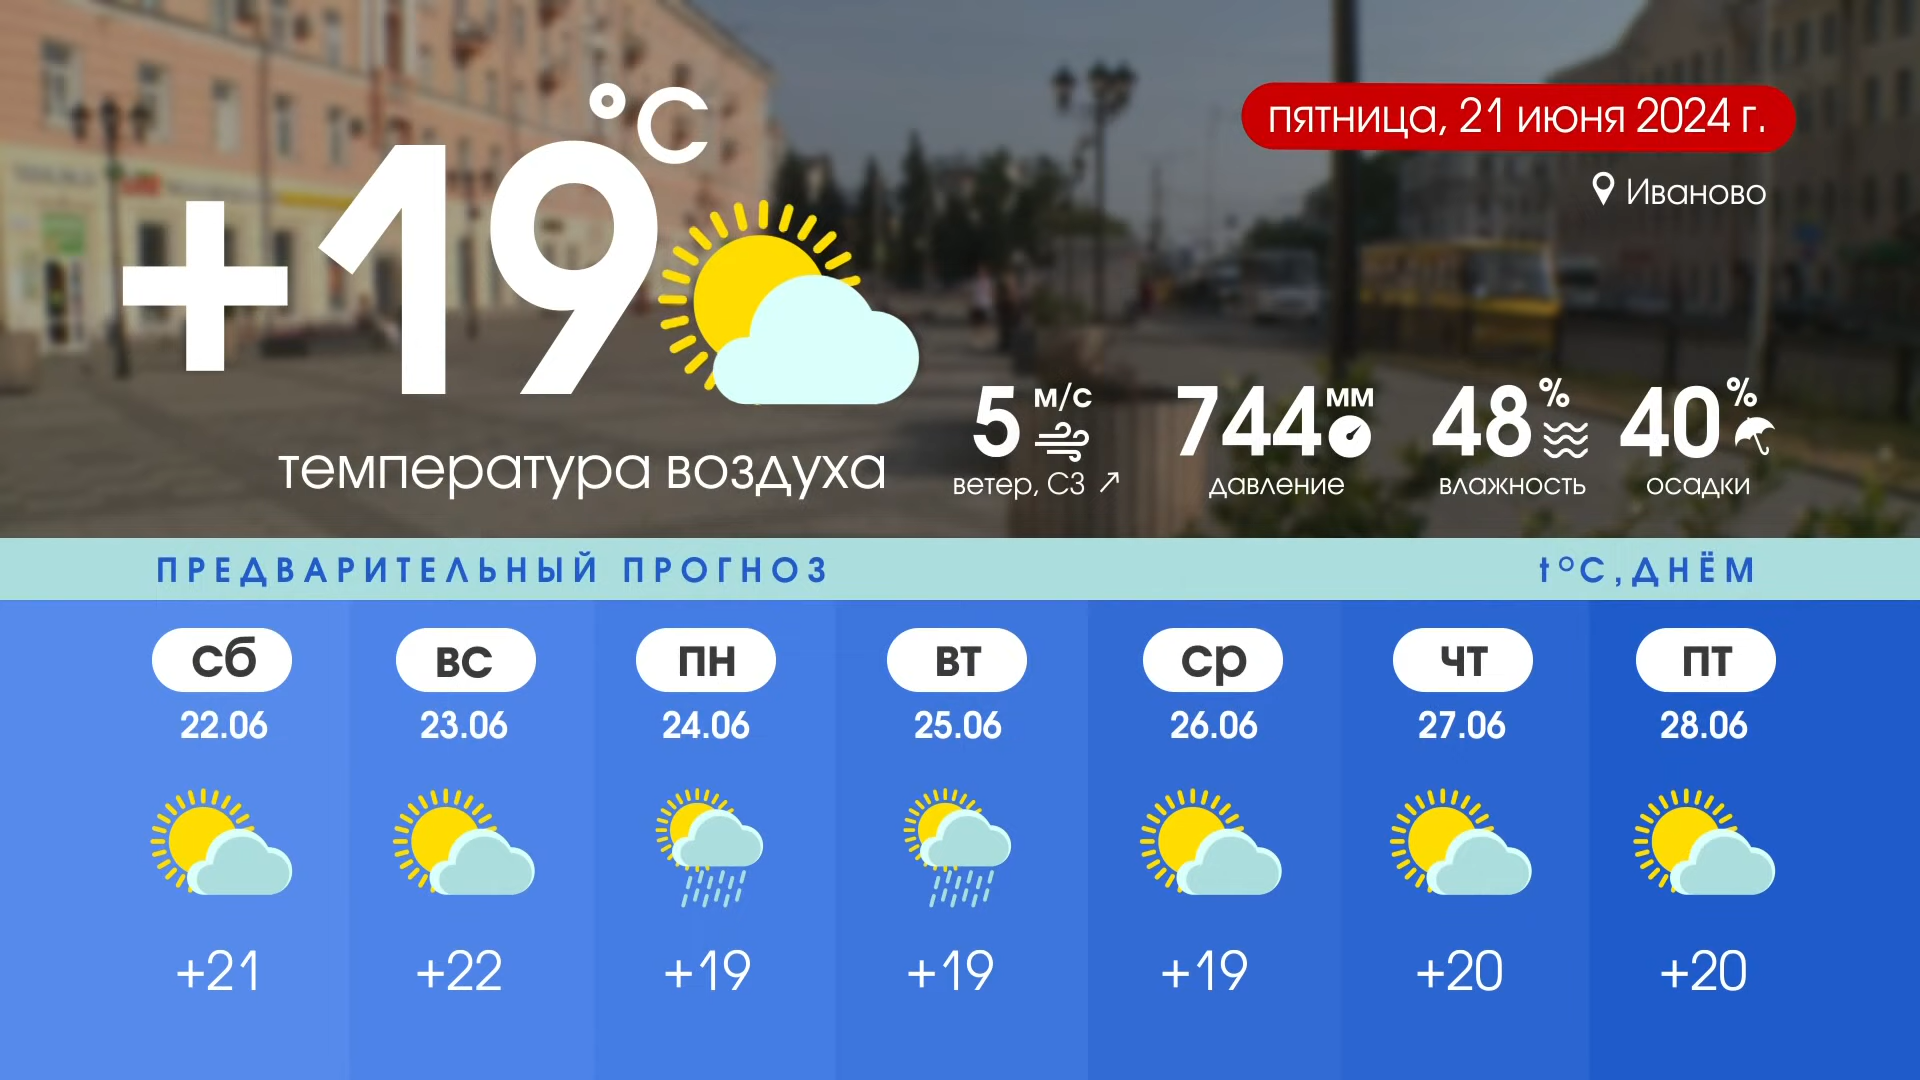 пятница, 21 июня 2024 г.
Иваново
+19 °C
температура воздуха
5 м/с
ветер, СЗ ↗
744 мм
давление
48 %
влажность
40 %
осадки
ПРЕДВАРИТЕЛЬНЫЙ ПРОГНОЗ
t°C, ДНЁМ
сб вс пн вт ср чт пт
22.06 23.06 24.06 25.06 26.06 27.06 28.06
+21 +22 +19 +19 +19 +20 +20